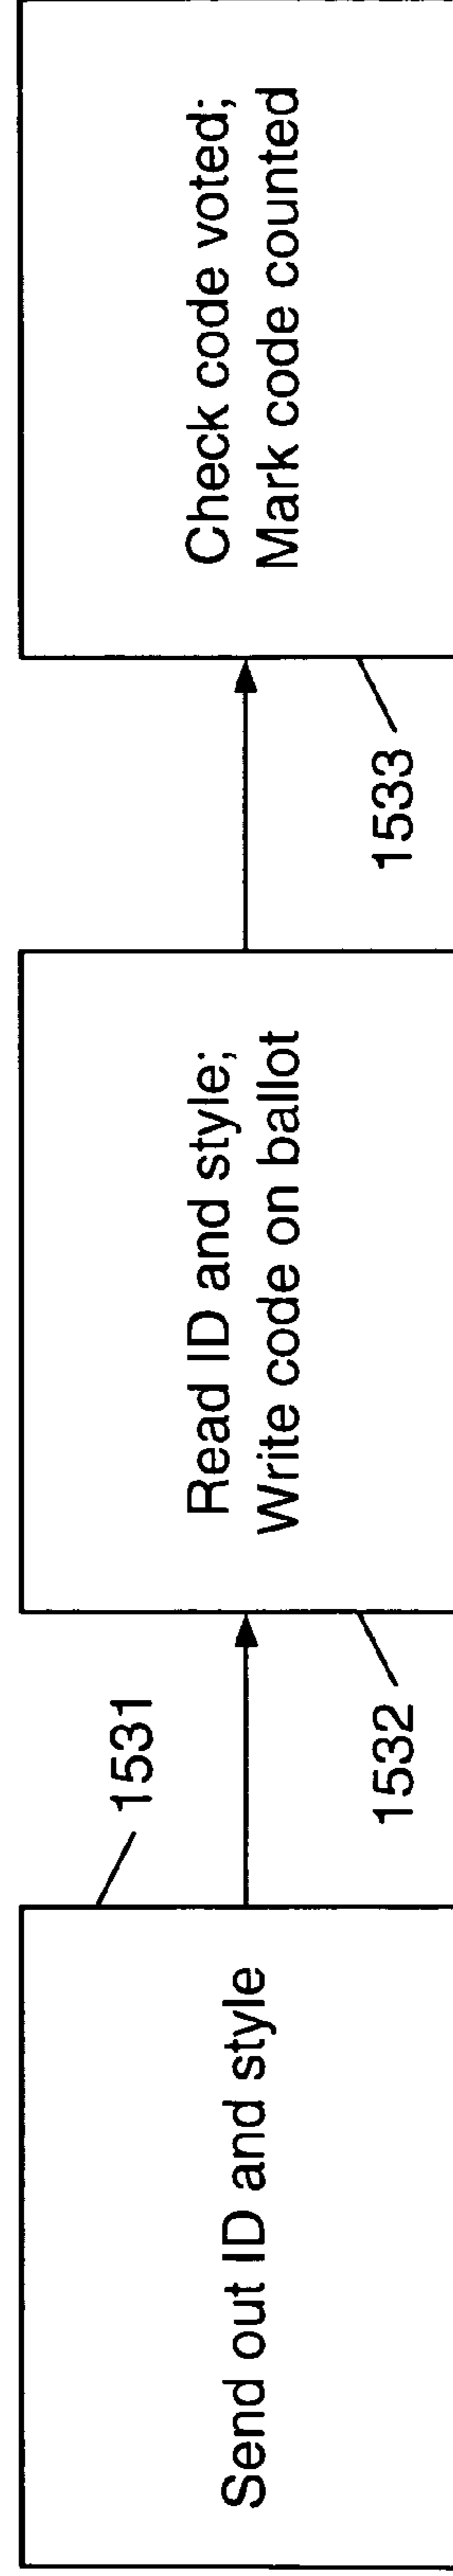 Send out ID and style
1531
Read ID and style;
Write code on ballot
1532
Check code voted;
Mark code counted
1533